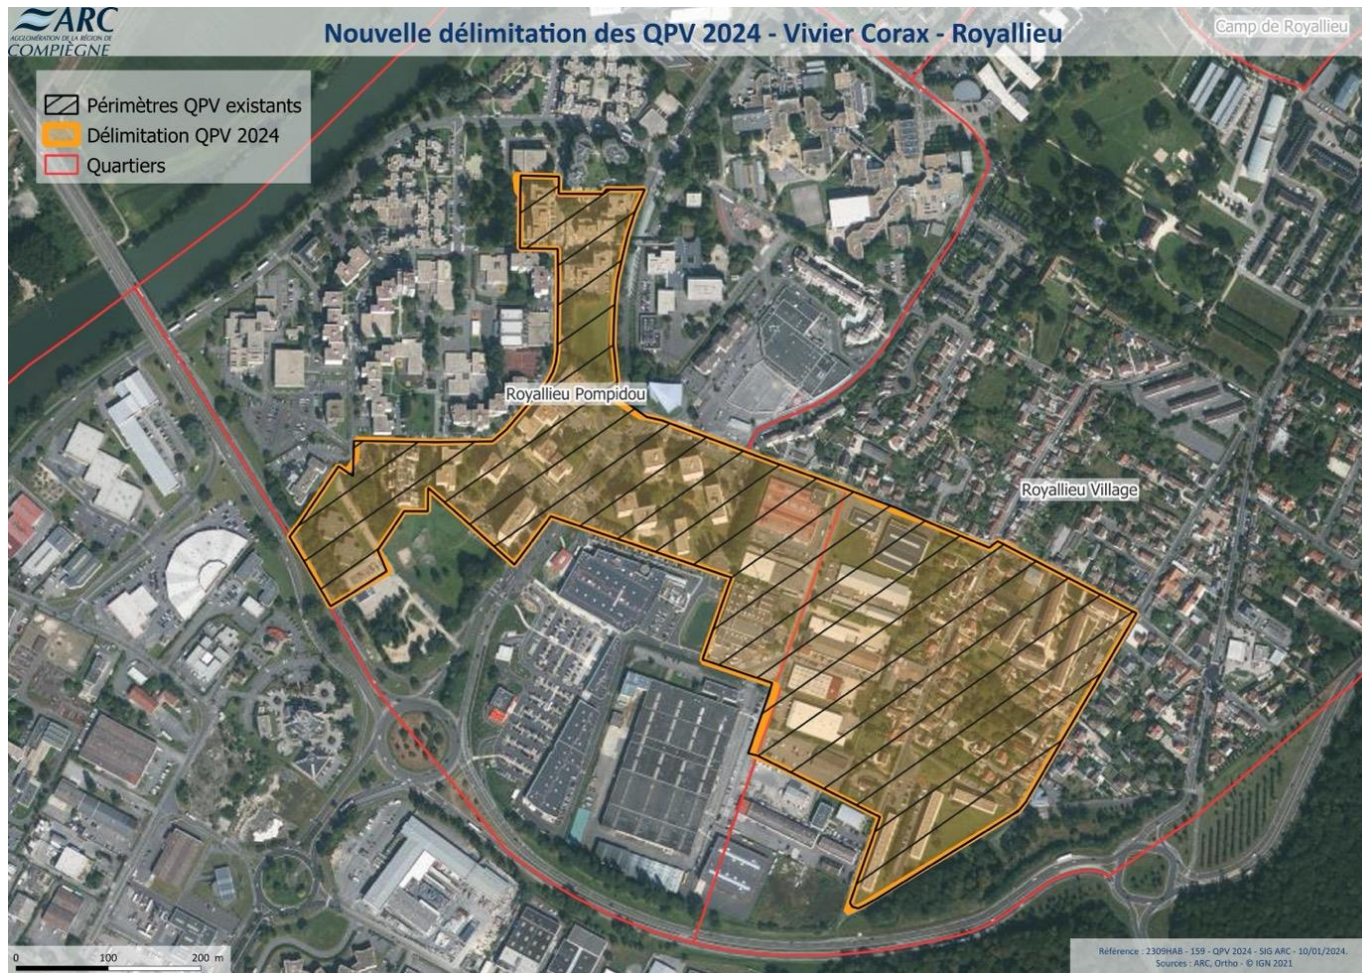 ARC
AGGLOMÉRATION DE LA RÉGION DE
COMPIÈGNE
Nouvelle délimitation des QPV 2024 - Vivier Corax - Royallieu
Camp de Royallieu
Périmètres QPV existants
Délimitation QPV 2024
Quartiers
Royallieu Pompidou
Royallieu Village
0 100 200 m
Référence : 2309HAB - 159 - QPV 2024 - SIG ARC - 10/01/2024.
Sources : ARC, Ortho - © IGN 2021